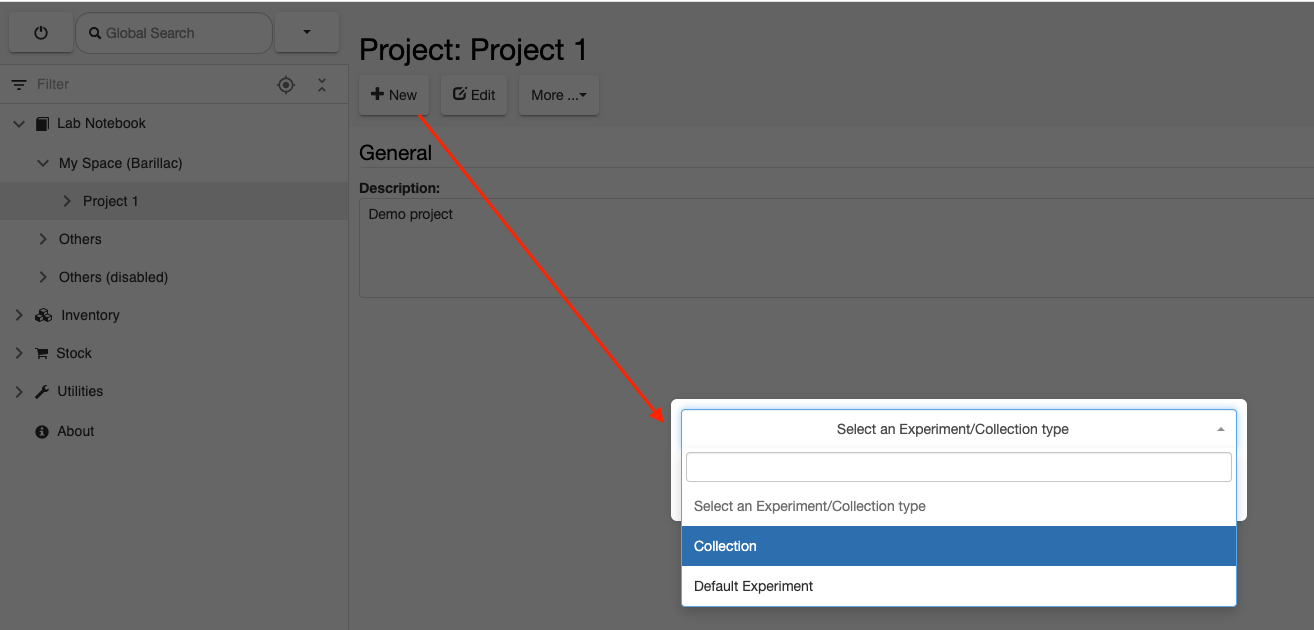 Global Search
Filter
Lab Notebook
My Space (Barillac)
Project 1
Others
Others (disabled)
Inventory
Stock
Utilities
About
Project: Project 1
New
Edit
More ...
General
Description:
Demo project
Select an Experiment/Collection type
Select an Experiment/Collection type
Collection
Default Experiment